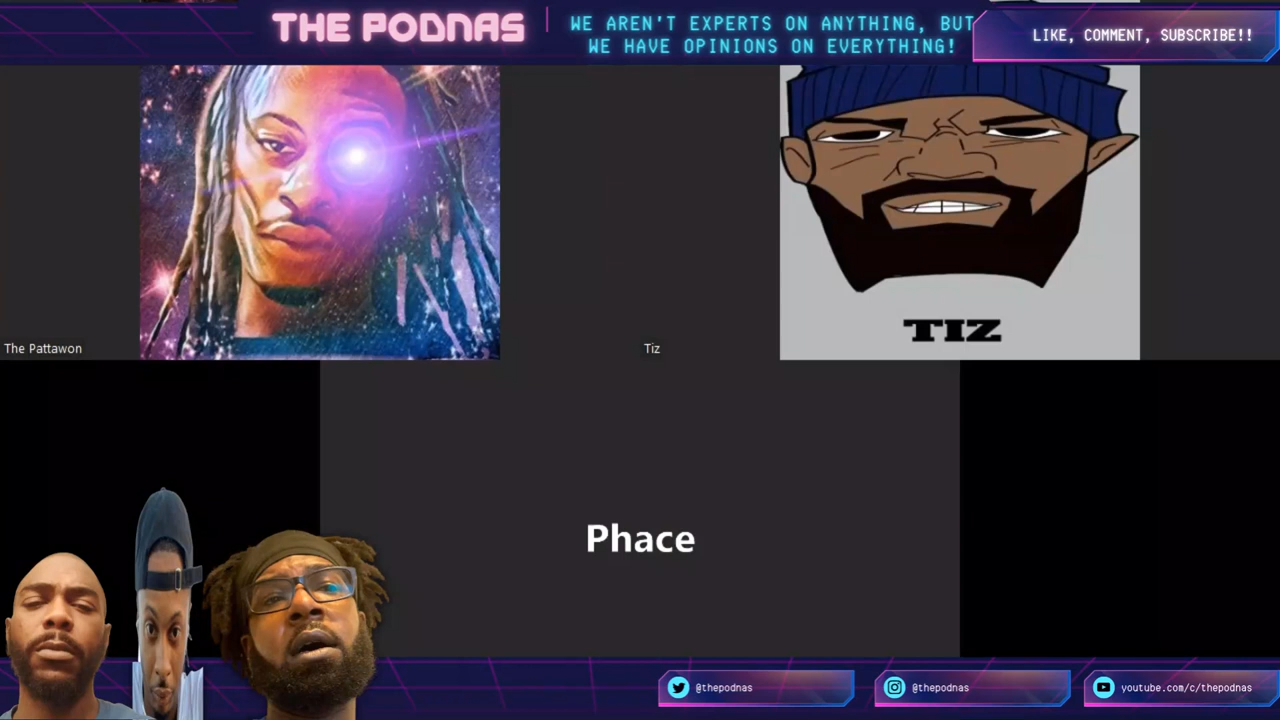 THE PODNAS
WE AREN'T EXPERTS ON ANYTHING, BUT
WE HAVE OPINIONS ON EVERYTHING!
LIKE, COMMENT, SUBSCRIBE!!
The Pattawon
TIZ
Tiz
Phace
@thepodnas
@thepodnas
youtube.com/c/thepodnas